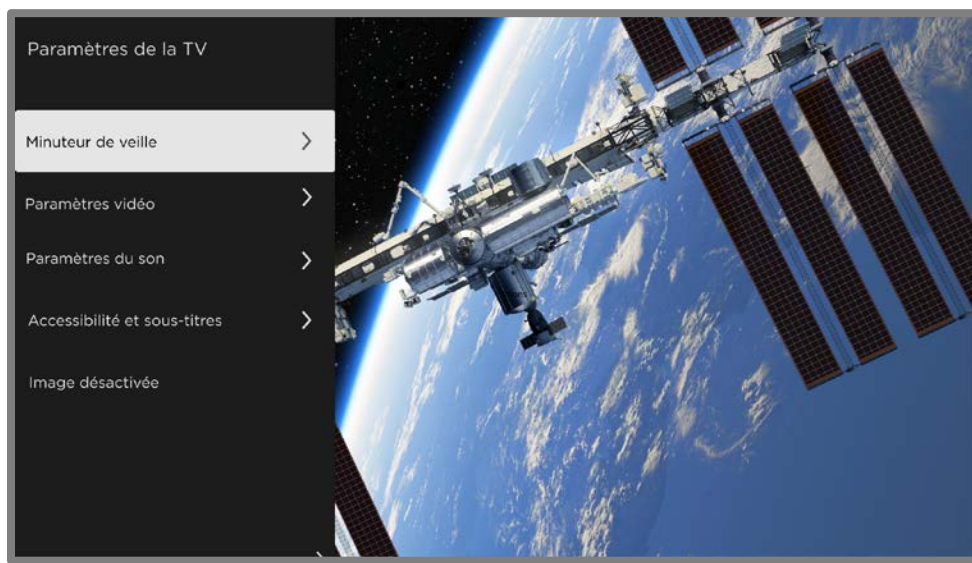 Paramètres de la TV
Minuteur de veille
Paramètres vidéo
Paramètres du son
Accessibilité et sous-titres
Image désactivée